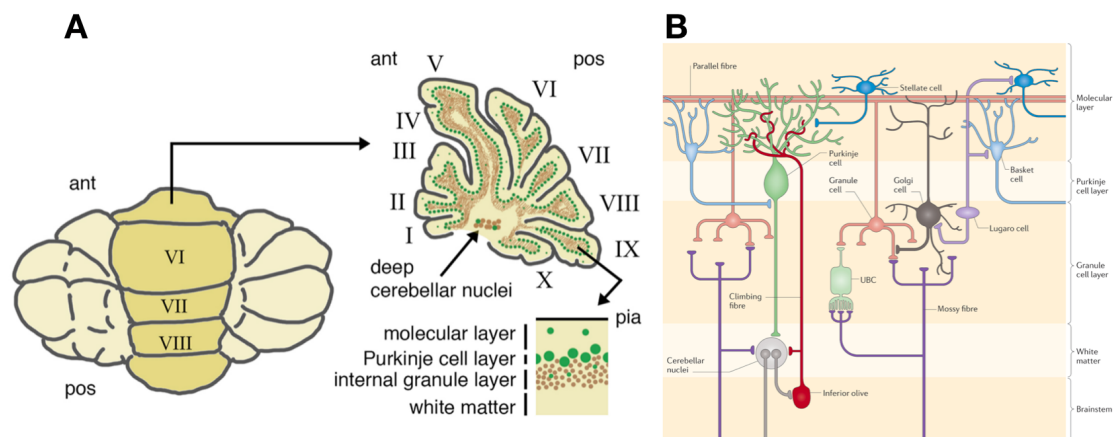 A
ant
VI
VII
VIII
pos
ant
pos
V
VI
IV
III
VII
II
VIII
I
IX
X
deep
cerebellar nuclei
pia
molecular layer
Purkinje cell layer
internal granule layer
white matter
B
Parallel fibre
Stellate cell
Molecular
layer
Purkinje
cell
Granule
cell
Golgi
cell
Basket
cell
Purkinje
cell layer
Lugaro cell
UBC
Granule
cell layer
Climbing
fibre
Mossy fibre
Cerebellar
nuclei
White
matter
Inferior olive
Brainstem